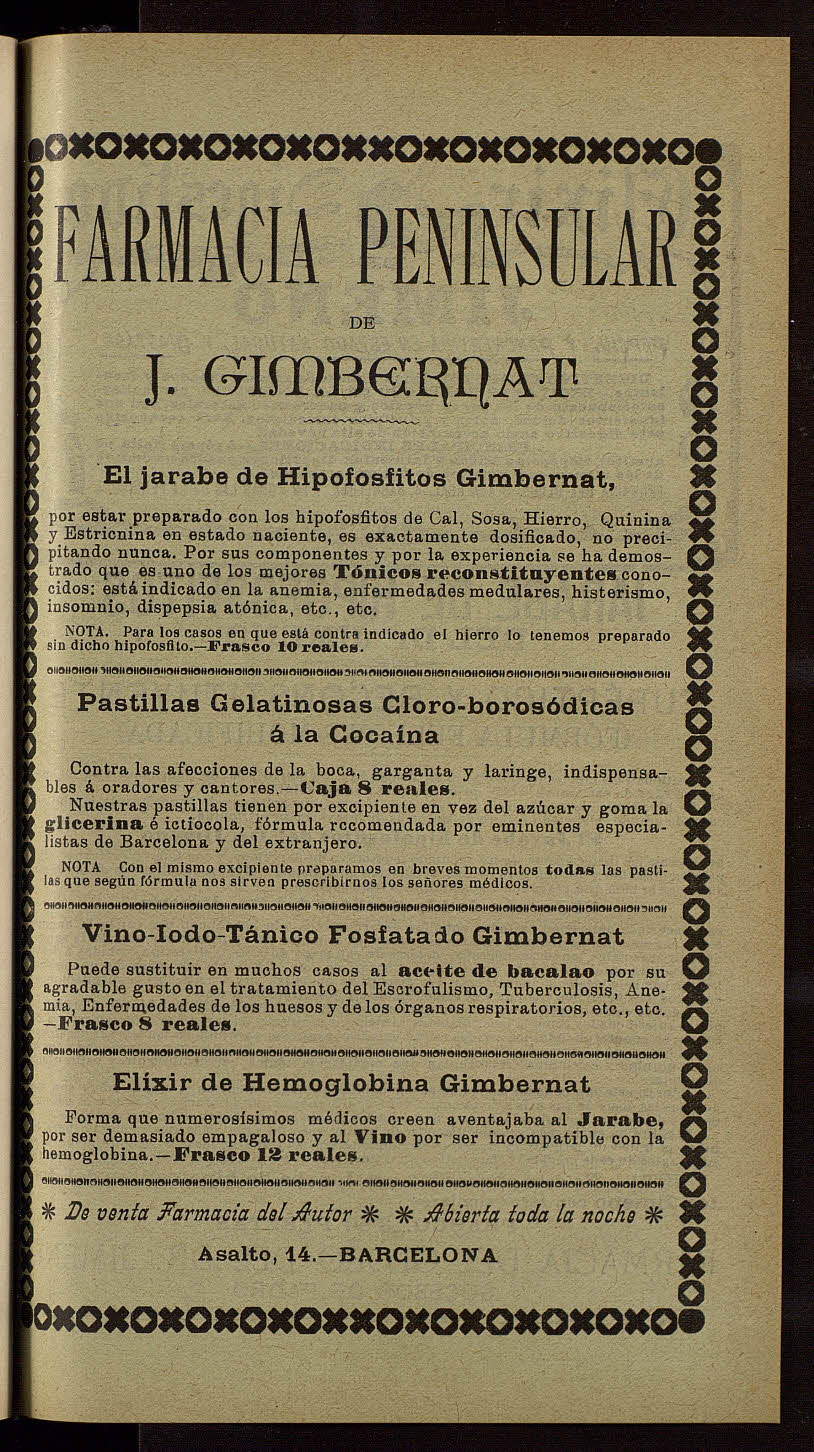 FARMACIA PENINSULAR
DE
J. GIMBERNAT
El jarabe de Hipofosfitos Gimbernat,
por estar preparado con los hipofosfitos de Cal, Sosa, Hierro, Quinina
y Estricnina en estado naciente, es exactamente dosificado, no preci-
pitando nunca. Por sus componentes y por la experiencia se ha demos-
trado que es uno de los mejores Tónicos reconstituyentes cono-
cidos: está indicado en la anemia, enfermedades medulares, histerismo,
insomnio, dispepsia atónica, etc., etc.
NOTA. Para los casos en que está contra indicado el hierro lo tenemos preparado
sin dicho hipofosfito.—Frasco 10 reales.
Pastillas Gelatinosas Cloro-borosódicas
á la Cocaína
Contra las afecciones de la boca, garganta y laringe, indispensa-
bles á oradores y cantores.—Caja 8 reales.
Nuestras pastillas tienen por excipiente en vez del azúcar y goma la
glicerina é ictiocola, fórmula recomendada por eminentes especia-
listas de Barcelona y del extranjero.
NOTA Con el mismo excipiente preparamos en breves momentos todas las pasti-
las que según fórmula nos sirven prescribirnos los señores médicos.
Vino-Iodo-Tánico Fosfatado Gimbernat
Puede sustituir en muchos casos al aceite de bacalao por su
agradable gusto en el tratamiento del Escrofulismo, Tuberculosis, Ane-
mia, Enfermedades de los huesos y de los órganos respiratorios, etc., etc.
—Frasco 8 reales.
Elíxir de Hemoglobina Gimbernat
Forma que numerosísimos médicos creen aventajaba al Jarabe,
por ser demasiado empagaloso y al Vino por ser incompatible con la
hemoglobina.—Frasco 12 reales.
* De venta Farmacia del Autor * * Abierta toda la noche *
Asalto, 14.—BARCELONA